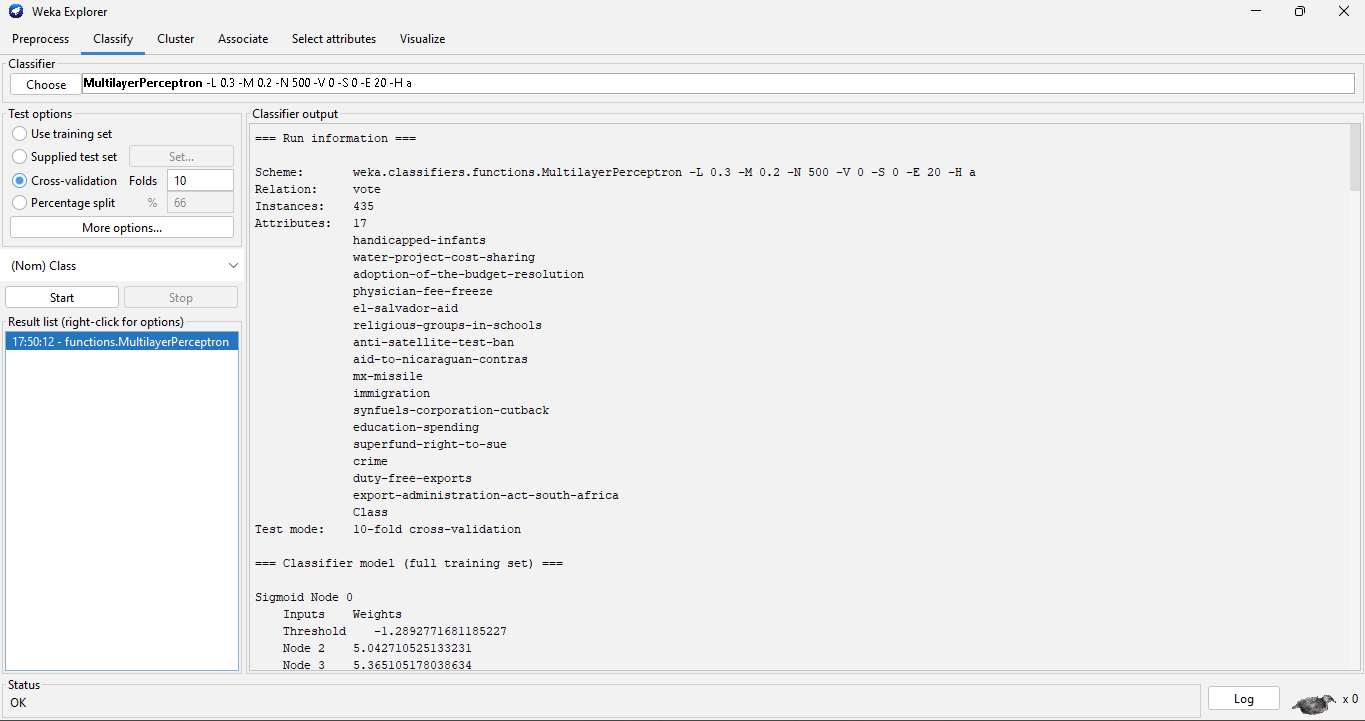 Weka Explorer
Preprocess Classify Cluster Associate Select attributes Visualize
Classifier
Choose MultilayerPerceptron -L 0.3 -M 0.2 -N 500 -V 0 -S 0 -E 20 -H a
Test options
Use training set
Supplied test set Set...
Cross-validation Folds 10
Percentage split % 66
More options...
(Nom) Class
Start Stop
Result list (right-click for options)
17:50:12 - functions.MultilayerPerceptron
Classifier output
=== Run information ===
Scheme: weka.classifiers.functions.MultilayerPerceptron -L 0.3 -M 0.2 -N 500 -V 0 -S 0 -E 20 -H a
Relation: vote
Instances: 435
Attributes: 17
handicapped-infants
water-project-cost-sharing
adoption-of-the-budget-resolution
physician-fee-freeze
el-salvador-aid
religious-groups-in-schools
anti-satellite-test-ban
aid-to-nicaraguan-contras
mx-missile
immigration
synfuels-corporation-cutback
education-spending
superfund-right-to-sue
crime
duty-free-exports
export-administration-act-south-africa
Class
Test mode: 10-fold cross-validation
=== Classifier model (full training set) ===
Sigmoid Node 0
Inputs Weights
Threshold -1.2892771681185227
Node 2 5.042710525133231
Node 3 5.365105178038634
Status
OK
Log x 0